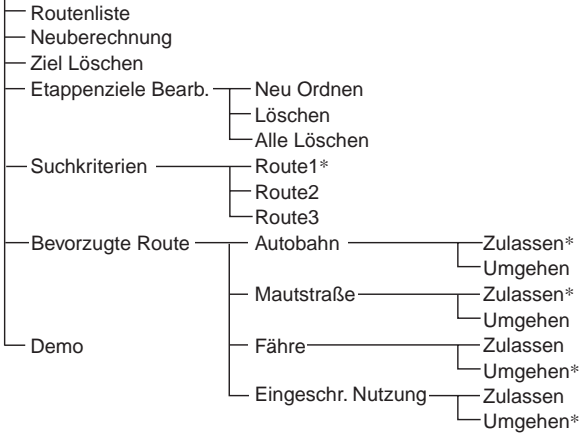 Routenliste
Neuberechnung
Ziel Löschen
Etappenziele Bearb.
Neu Ordnen
Löschen
Alle Löschen
Suchkriterien
Route1*
Route2
Route3
Bevorzugte Route
Autobahn
Zulassen*
Umgehen
Mautstraße
Zulassen*
Umgehen
Fähre
Zulassen
Umgehen*
Eingeschr. Nutzung
Zulassen
Umgehen*
Demo